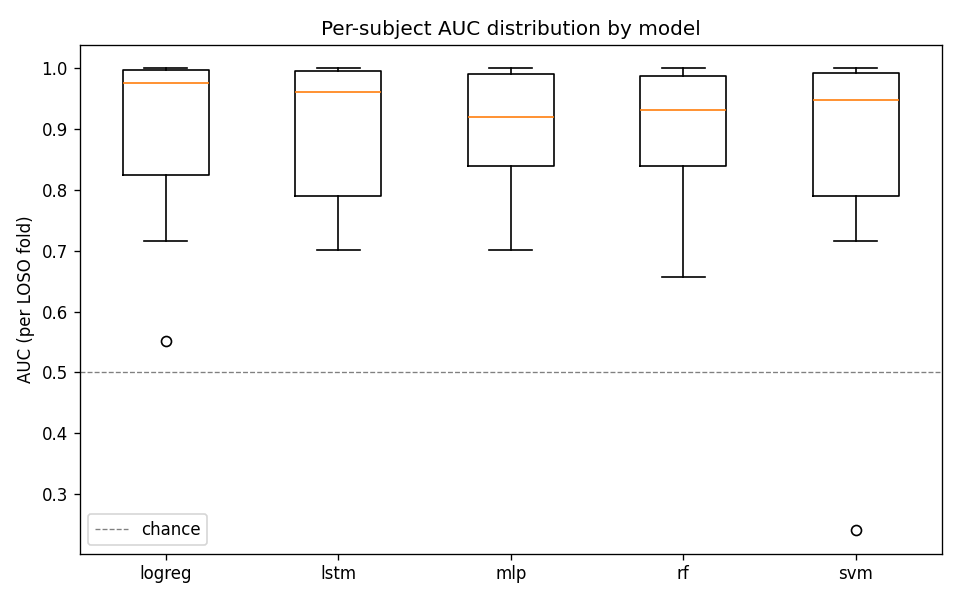 Per-subject AUC distribution by model
AUC (per LOSO fold)
1.0
0.9
0.8
0.7
0.6
0.5
0.4
0.3
chance
logreg
lstm
mlp
rf
svm